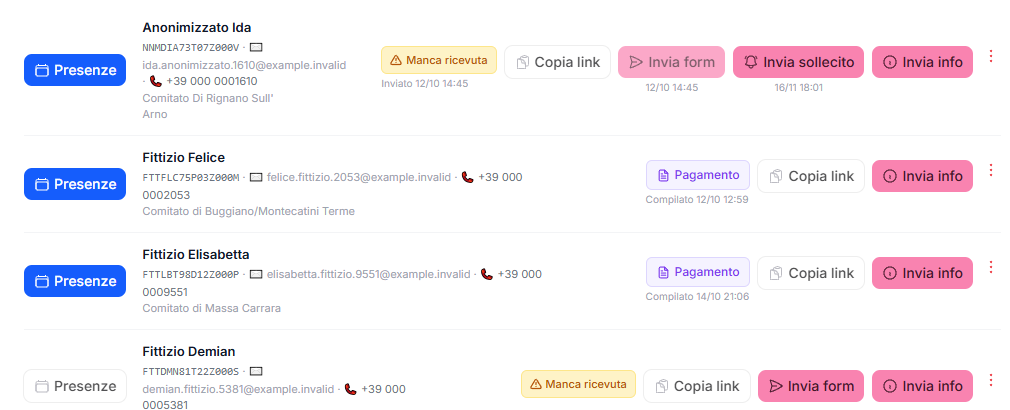 Anonimizzato Ida
Presenze
NNMDIA73T07Z000V ·
ida.anonimizzato.1610@example.invalid
· +39 000 0001610
Comitato Di Rignano Sull'
Arno
Manca ricevuta
Inviato 12/10 14:45
Copia link
Invia form
12/10 14:45
Invia sollecito
16/11 18:01
Invia info
Fittizio Felice
Presenze
FTTFLC75P03Z000M · felice.fittizio.2053@example.invalid · +39 000
0002053
Comitato di Buggiano/Montecatini Terme
Pagamento
Compilato 12/10 12:59
Copia link
Invia info
Fittizio Elisabetta
Presenze
FTTLBT98D12Z000P · elisabetta.fittizio.9551@example.invalid · +39 000
0009551
Comitato di Massa Carrara
Pagamento
Compilato 14/10 21:06
Copia link
Invia info
Fittizio Demian
Presenze
FTTDMN81T22Z000S ·
demian.fittizio.5381@example.invalid · +39 000
0005381
Manca ricevuta
Copia link
Invia form
Invia info